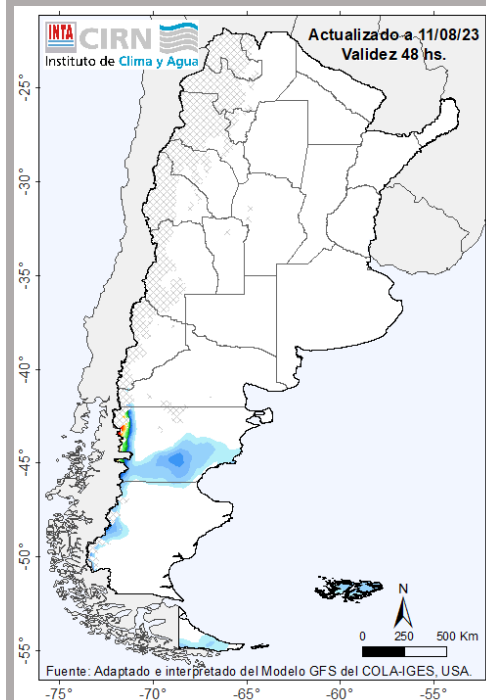 INTA CIRN
Instituto de Clima y Agua
Actualizado a 11/08/23
Validez 48 hs.
-25°
-30°
-35°
-40°
-45°
-50°
-55°
N
0 250 500 Km
Fuente: Adaptado e interpretado del Modelo GFS del COLA-IGES, USA.
-75 -70 -65 -60 -55